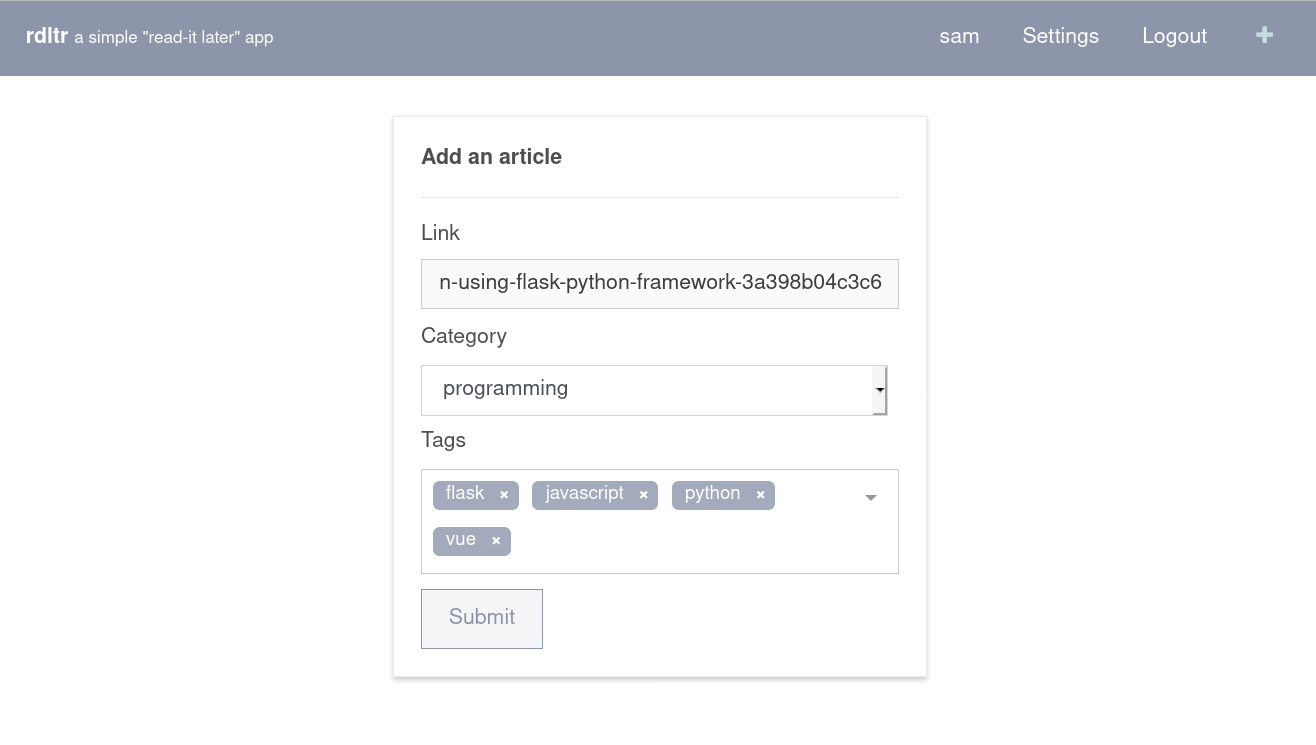 rdltr a simple "read-it later" app sam Settings Logout
Add an article
Link
n-using-flask-python-framework-3a398b04c3c6
Category
programming
Tags
flask × javascript × python ×
vue ×
Submit